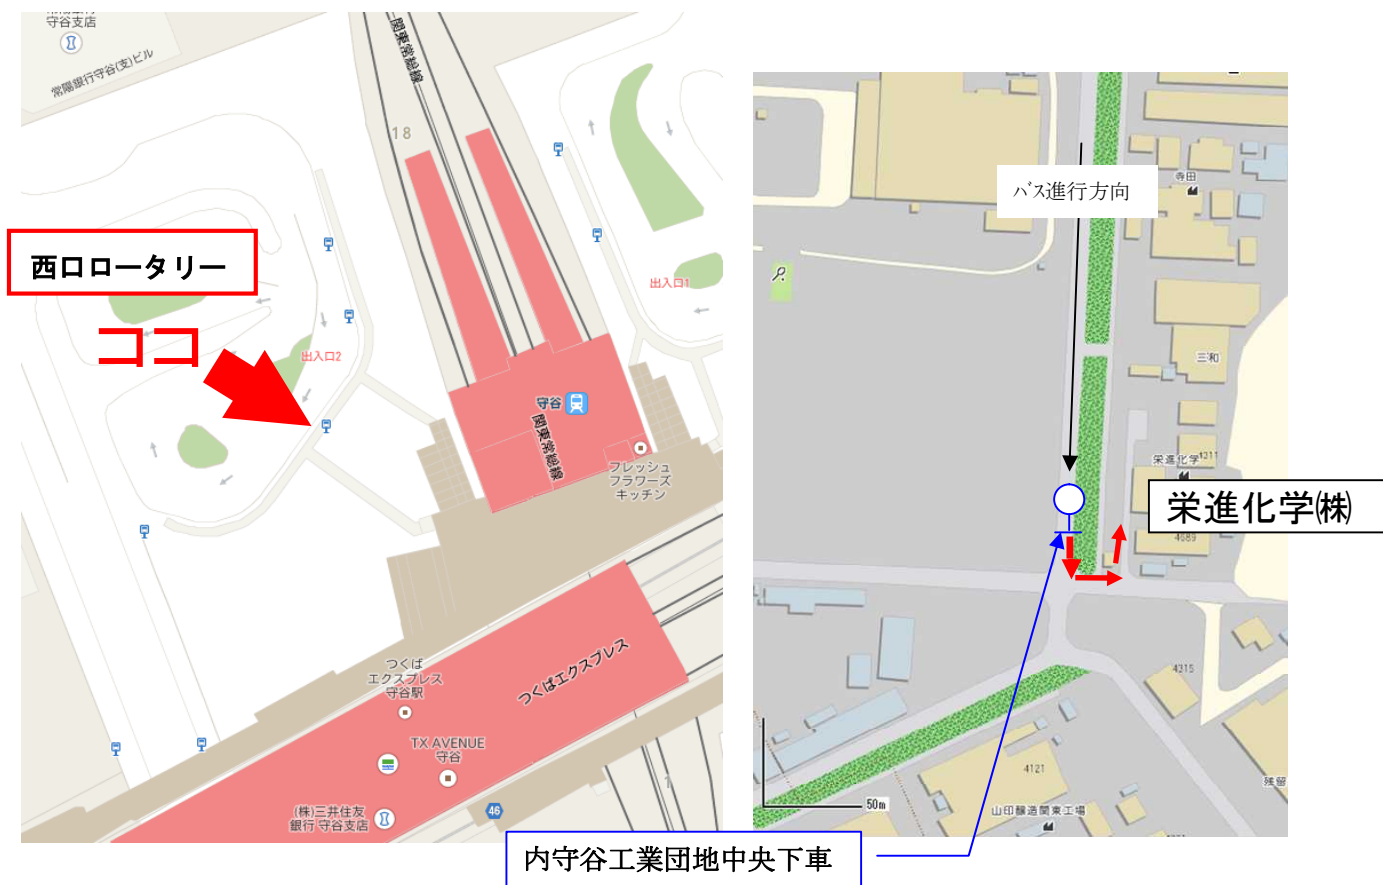 守谷支店
常陽銀行守谷(支)ビル
関東常総線
18
西口ロータリー
ココ
出入口1
出入口2
守谷
関東常総線
フレッシュ
フラワーズ
キッチン
つくば
エクスプレス
守谷駅
つくばエクスプレス
TX AVENUE
守谷
(株)三井住友
銀行 守谷支店
46
1
バス進行方向
寺田
三和
栄進化学
4211
栄進化学㈱
4689
4315
4121
山印醸造関東工場
残留
50m
内守谷工業団地中央下車